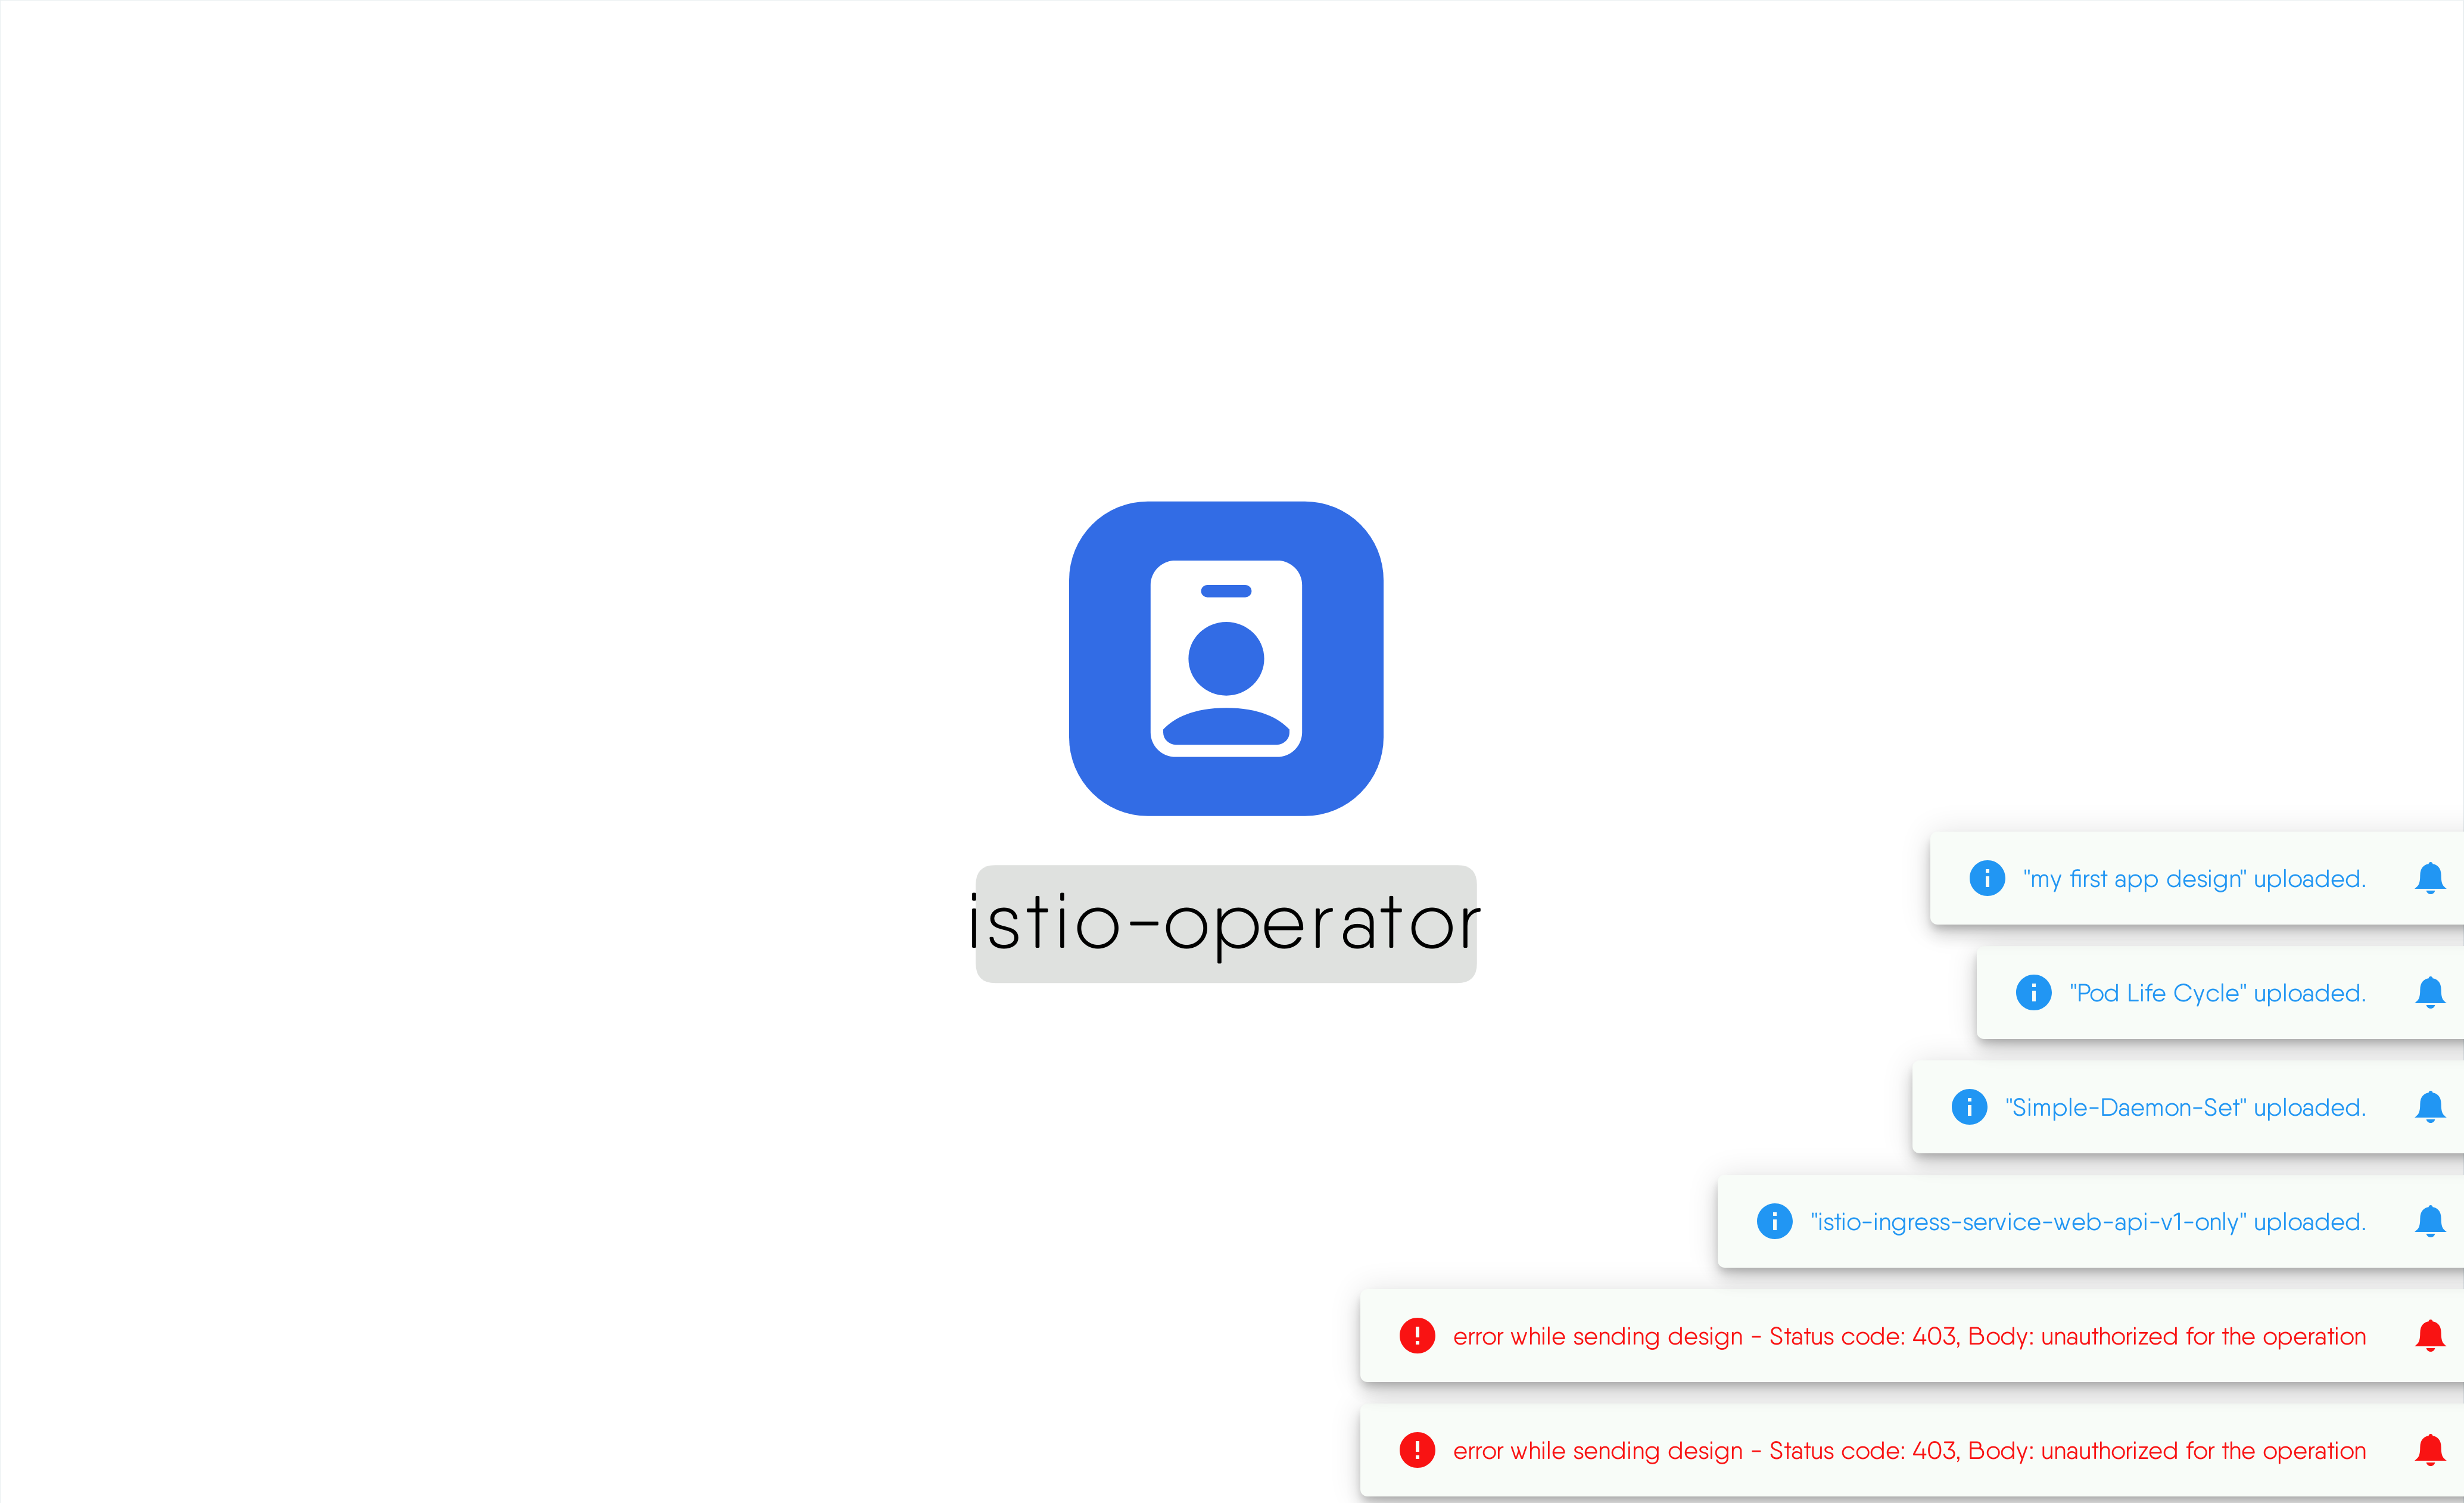 istio-operator
"my first app design" uploaded.
"Pod Life Cycle" uploaded.
"Simple-Daemon-Set" uploaded.
"istio-ingress-service-web-api-v1-only" uploaded.
error while sending design - Status code: 403, Body: unauthorized for the operation
error while sending design - Status code: 403, Body: unauthorized for the operation